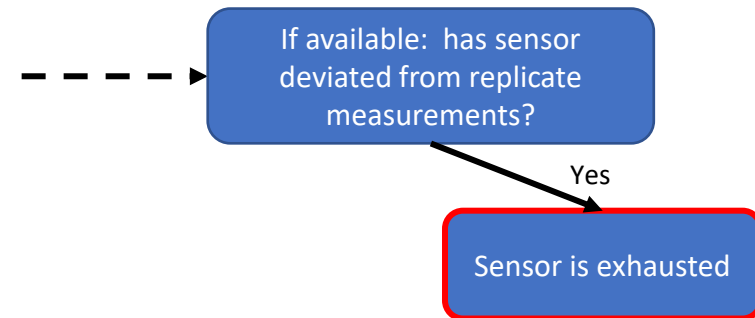 If available:  has sensor
deviated from replicate
measurements?
Yes
Sensor is exhausted